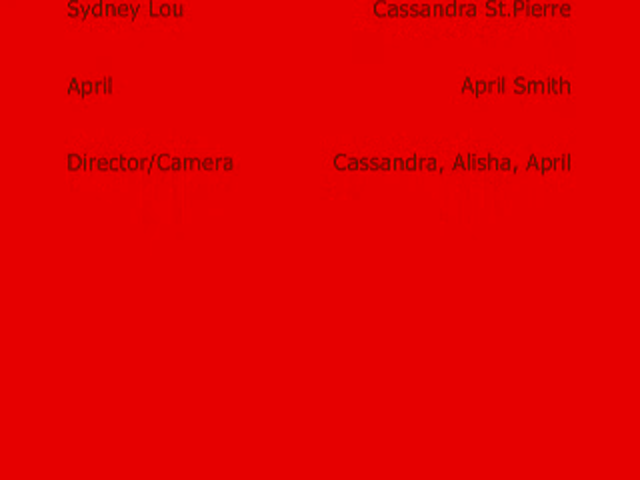 Sydney Lou Cassandra St.Pierre
April April Smith
Director/Camera Cassandra, Alisha, April